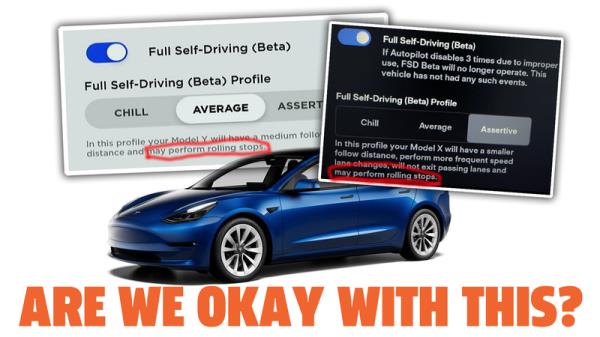 Full Self-Driving (Beta)
Full Self-Driving (Beta) Profile
CHILL
AVERAGE
ASSERT
In this profile your Model Y will have a medium follow
distance and may perform rolling stops.
Full Self-Driving (Beta)
If Autopilot disables 3 times due to improper
use, FSD Beta will no longer operate. This
vehicle has not had any such events.
Full Self-Driving (Beta) Profile
Chill
Average
Assertive
In this profile your Model X will have a smaller
follow distance, perform more frequent speed
lane changes, will not exit passing lanes and
may perform rolling stops.
ARE WE OKAY WITH THIS?